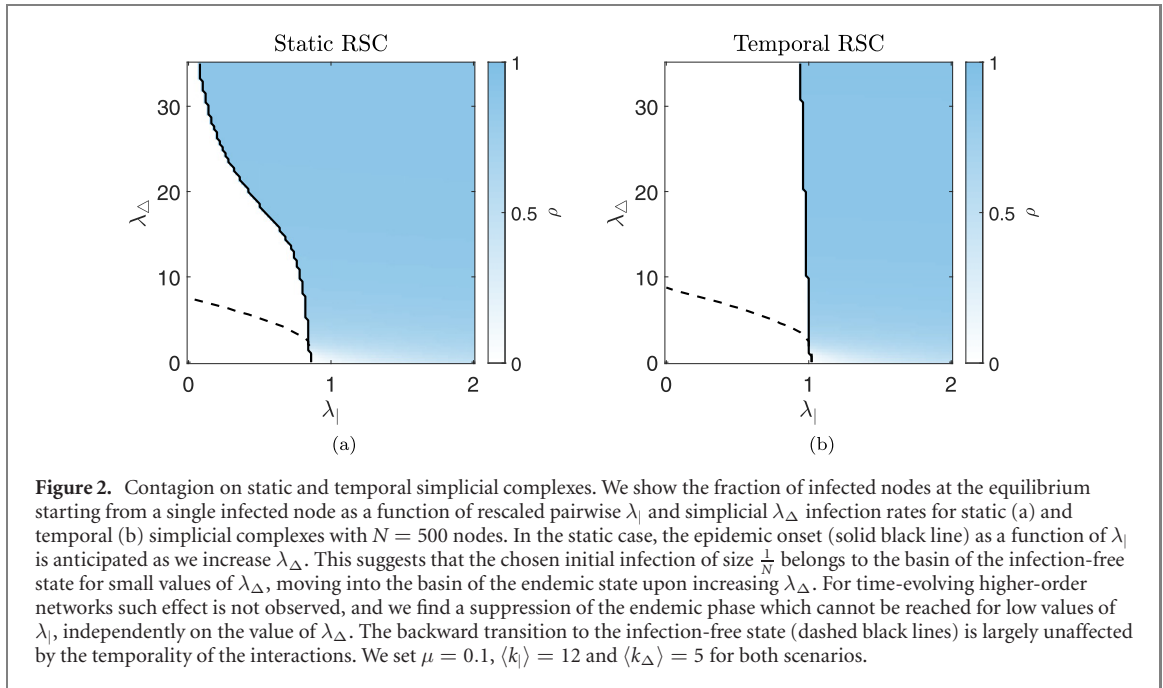 Static RSC
Temporal RSC
30
20
10
0
λ△
0
1
2
λ|
1
0.5
0
ρ
(a)
30
20
10
0
λ△
0
1
2
λ|
1
0.5
0
ρ
(b)
Figure 2. Contagion on static and temporal simplicial complexes. We show the fraction of infected nodes at the equilibrium
starting from a single infected node as a function of rescaled pairwise λ| and simplicial λΔ infection rates for static (a) and
temporal (b) simplicial complexes with N = 500 nodes. In the static case, the epidemic onset (solid black line) as a function of λ|
is anticipated as we increase λΔ. This suggests that the chosen initial infection of size 1/N belongs to the basin of the infection-free
state for small values of λΔ, moving into the basin of the endemic state upon increasing λΔ. For time-evolving higher-order
networks such effect is not observed, and we find a suppression of the endemic phase which cannot be reached for low values of
λ|, independently on the value of λΔ. The backward transition to the infection-free state (dashed black lines) is largely unaffected
by the temporality of the interactions. We set μ = 0.1, ⟨k|⟩ = 12 and ⟨kΔ⟩ = 5 for both scenarios.